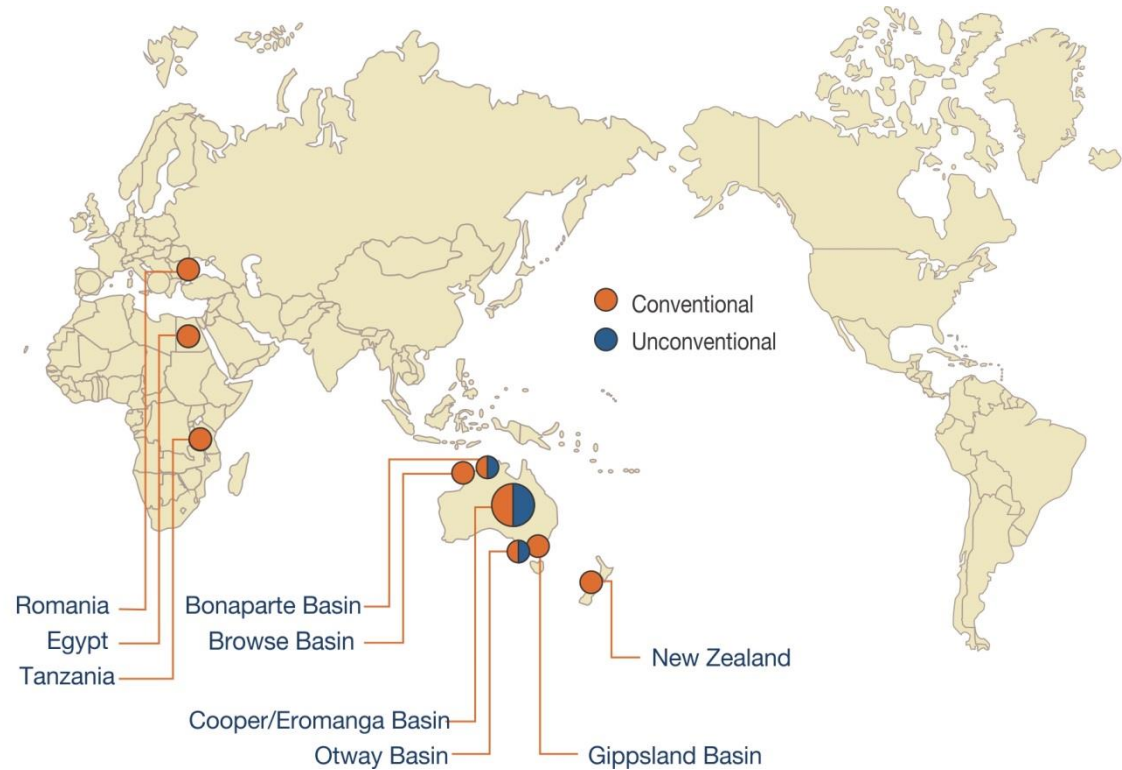 Conventional
Unconventional
Romania
Egypt
Tanzania
Bonaparte Basin
Browse Basin
New Zealand
Cooper/Eromanga Basin
Otway Basin
Gippsland Basin